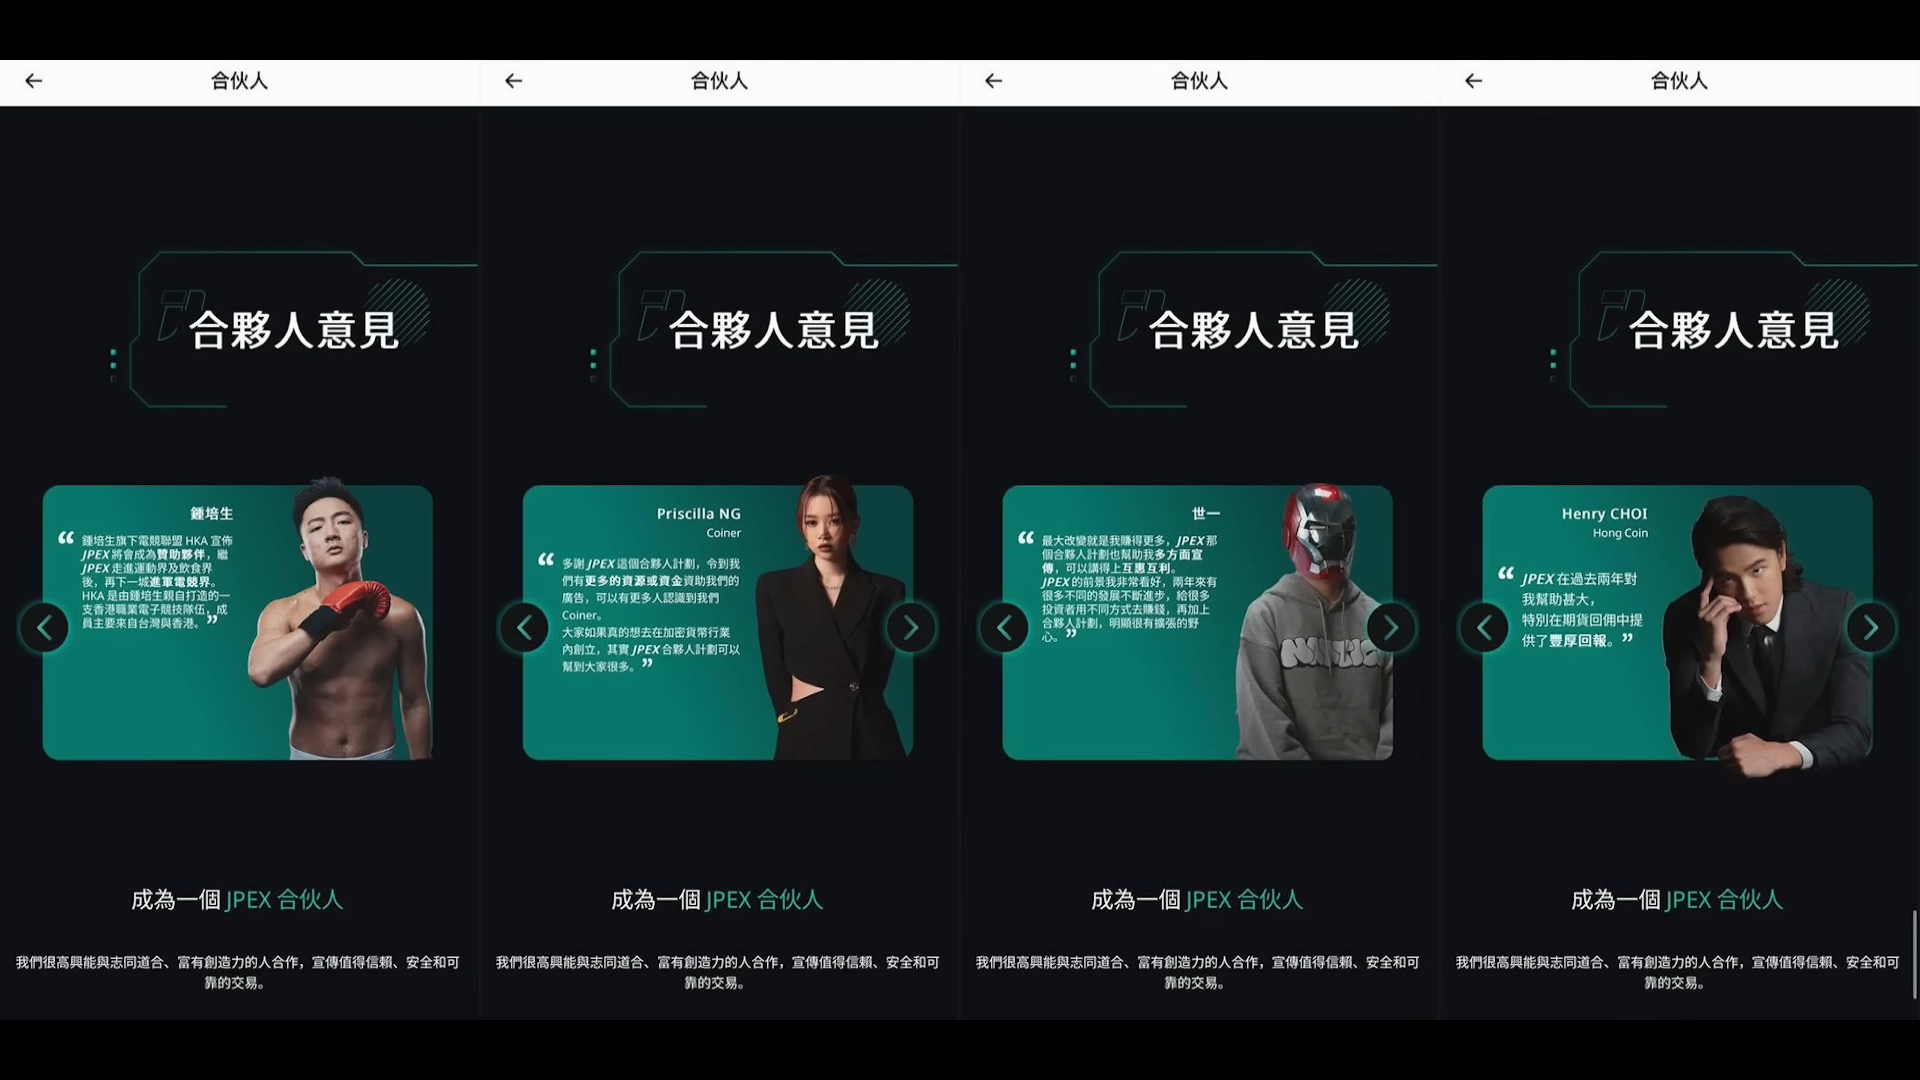 合伙人
合夥人意見
鍾培生
“ 鍾培生旗下電競聯盟 HKA 宣佈
JPEX 將會成為贊助夥伴，繼
JPEX 走進運動界及飲食界
後，再下一城進軍電競界。
HKA 是由鍾培生親自打造的一
支香港職業電子競技隊伍，成
員主要來自台灣與香港。”
成為一個 JPEX 合伙人
我們很高興能與志同道合、富有創造力的人合作，宣傳值得信賴、安全和可
靠的交易。
合伙人
合夥人意見
Priscilla NG
Coiner
“ 多謝 JPEX 這個合夥人計劃，令到我
們有更多的資源或資金資助我們的
廣告，可以有更多人認識到我們
Coiner。
大家如果真的想去在加密貨幣行業
內創立，其實 JPEX 合夥人計劃可以
幫到大家很多。”
成為一個 JPEX 合伙人
我們很高興能與志同道合、富有創造力的人合作，宣傳值得信賴、安全和可
靠的交易。
合伙人
合夥人意見
世一
“ 最大改變就是我賺得更多，JPEX 那
個合夥人計劃也幫助我多方面宣
傳，可以講得上互惠互利。
JPEX 的前景我非常看好，兩年來有
很多不同的發展不斷進步，給很多
投資者用不同方式去賺錢，再加上
合夥人計劃，明顯很有擴張的野
心。”
成為一個 JPEX 合伙人
我們很高興能與志同道合、富有創造力的人合作，宣傳值得信賴、安全和可
靠的交易。
合伙人
合夥人意見
Henry CHOI
Hong Coin
“ JPEX 在過去兩年對
我幫助甚大，
特別在期貨回佣中提
供了豐厚回報。”
成為一個 JPEX 合伙人
我們很高興能與志同道合、富有創造力的人合作，宣傳值得信賴、安全和可
靠的交易。